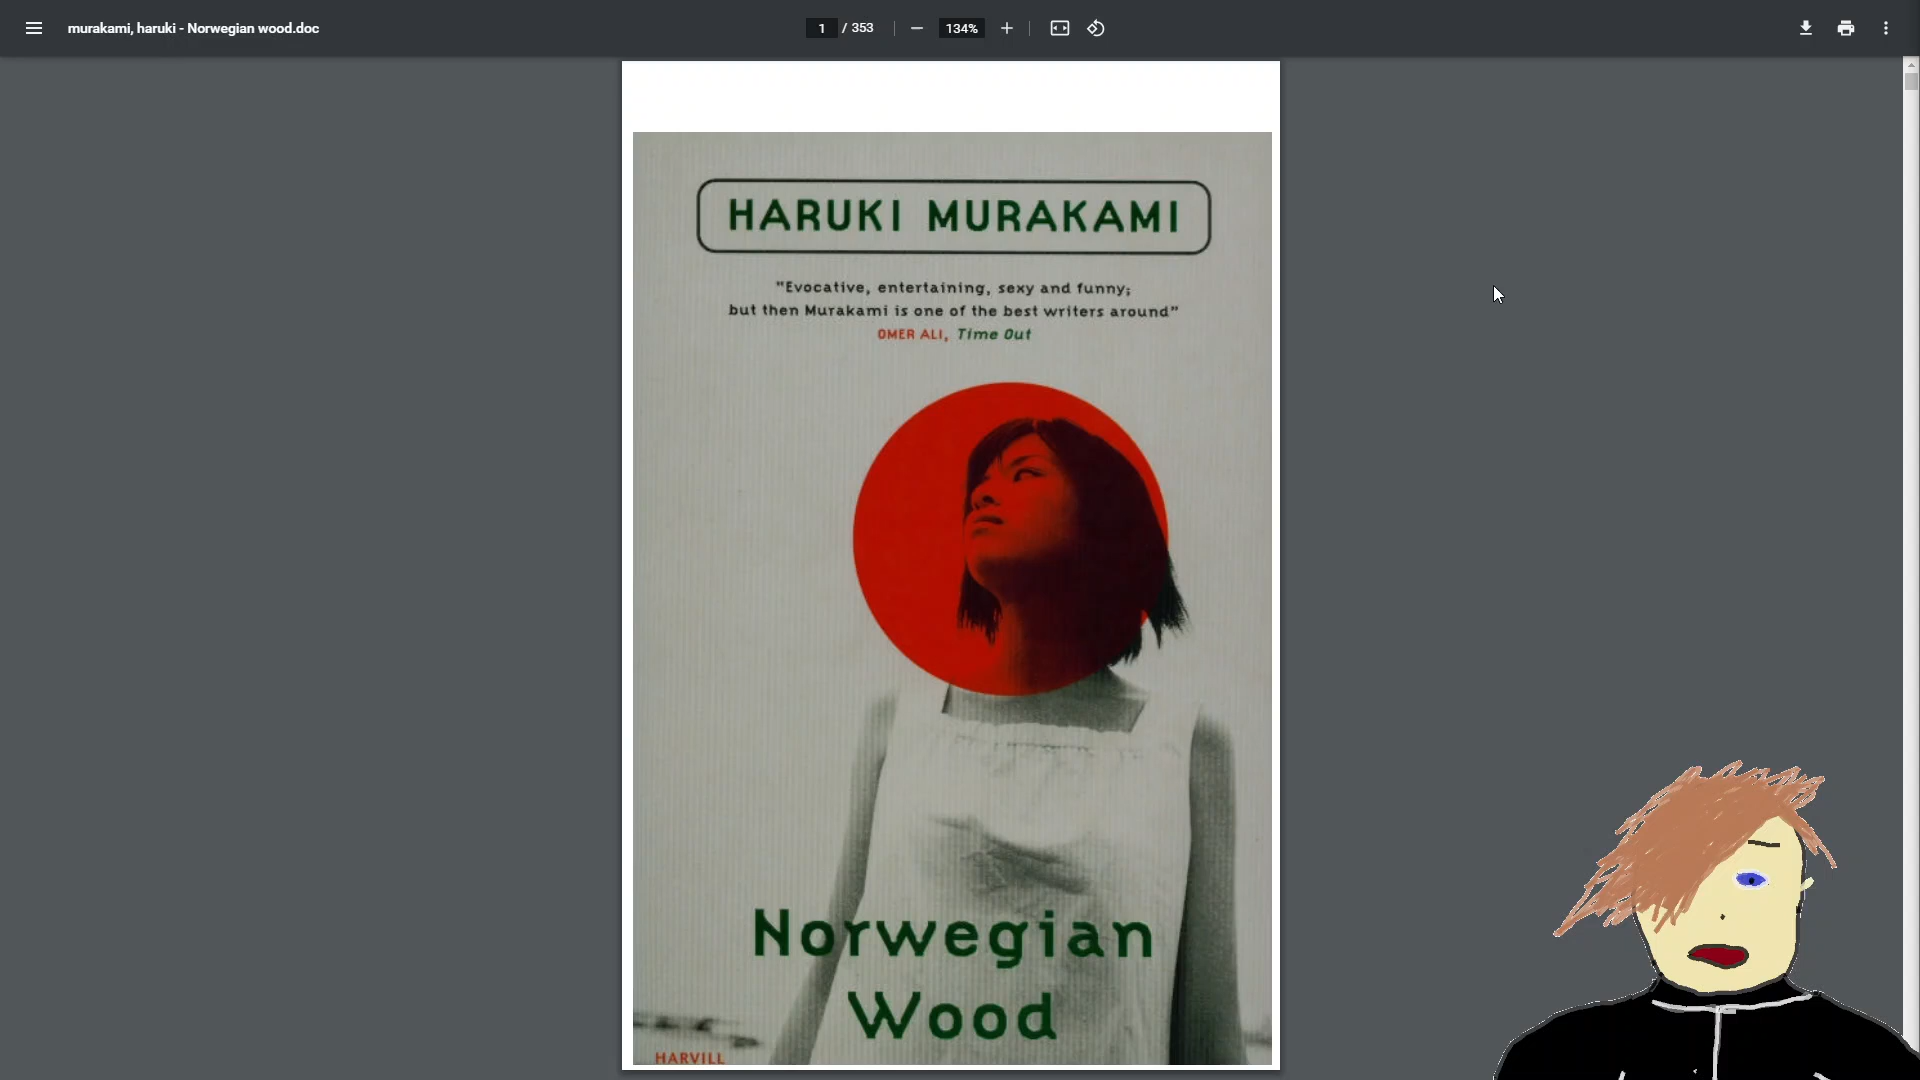 murakami, haruki - Norwegian wood.doc
1 / 353
134%
HARUKI MURAKAMI
"Evocative, entertaining, sexy and funny;
but then Murakami is one of the best writers around"
OMER ALI, Time Out
Norwegian
Wood
HARVILL